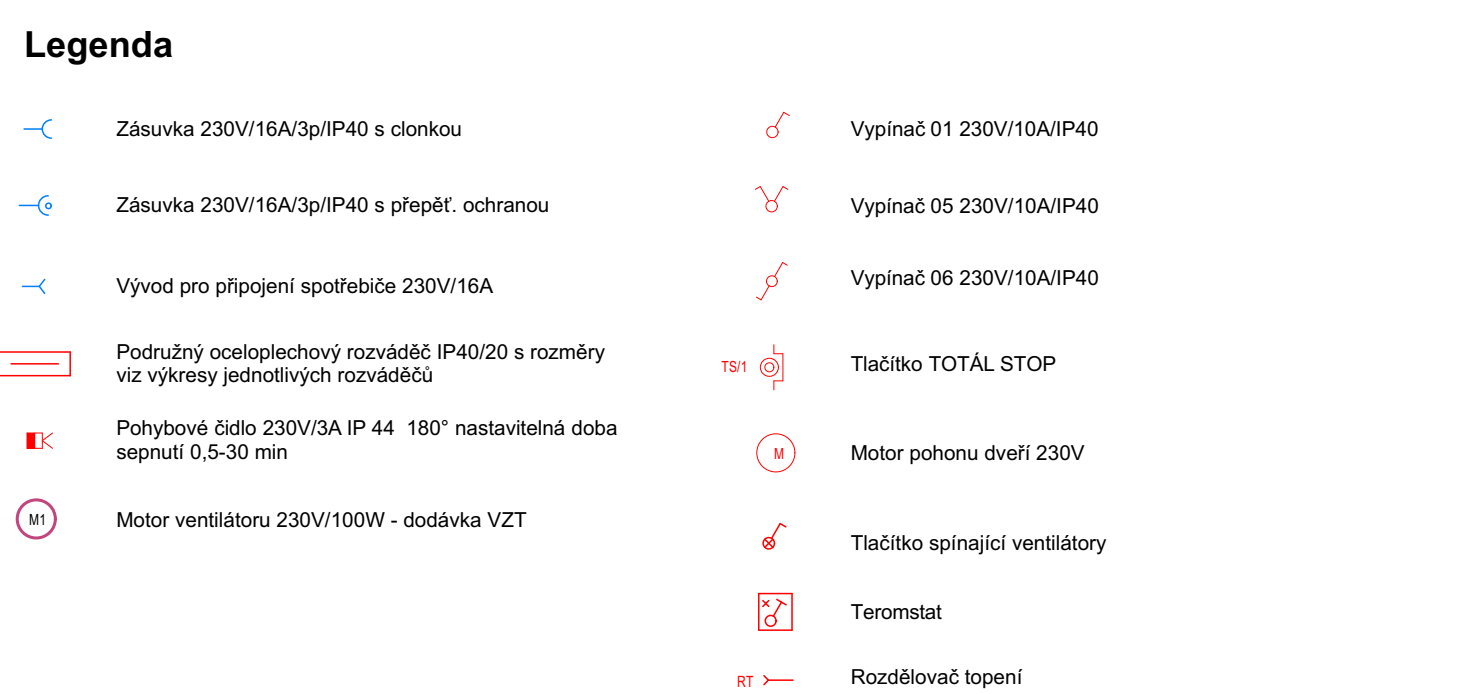 Legenda
Zásuvka 230V/16A/3p/IP40 s clonkou
Zásuvka 230V/16A/3p/IP40 s přepěť. ochranou
Vývod pro připojení spotřebiče 230V/16A
Podružný oceloplechový rozváděč IP40/20 s rozměry
viz výkresy jednotlivých rozváděčů
Pohybové čidlo 230V/3A IP 44  180° nastavitelná doba
sepnutí 0,5-30 min
M1 Motor ventilátoru 230V/100W - dodávka VZT
Vypínač 01 230V/10A/IP40
Vypínač 05 230V/10A/IP40
Vypínač 06 230V/10A/IP40
TS/1 Tlačítko TOTÁL STOP
M Motor pohonu dveří 230V
Tlačítko spínající ventilátory
Teromstat
RT Rozdělovač topení